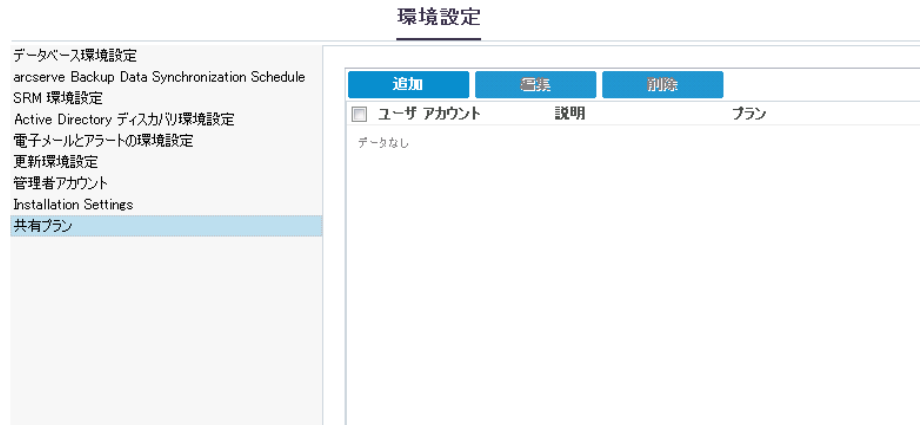 環境設定
データベース環境設定
arcserve Backup Data Synchronization Schedule
SRM 環境設定
Active Directory ディスカバリ環境設定
電子メールとアラートの環境設定
更新環境設定
管理者アカウント
Installation Settings
共有プラン
追加 編集 削除
ユーザ アカウント 説明 プラン
データなし